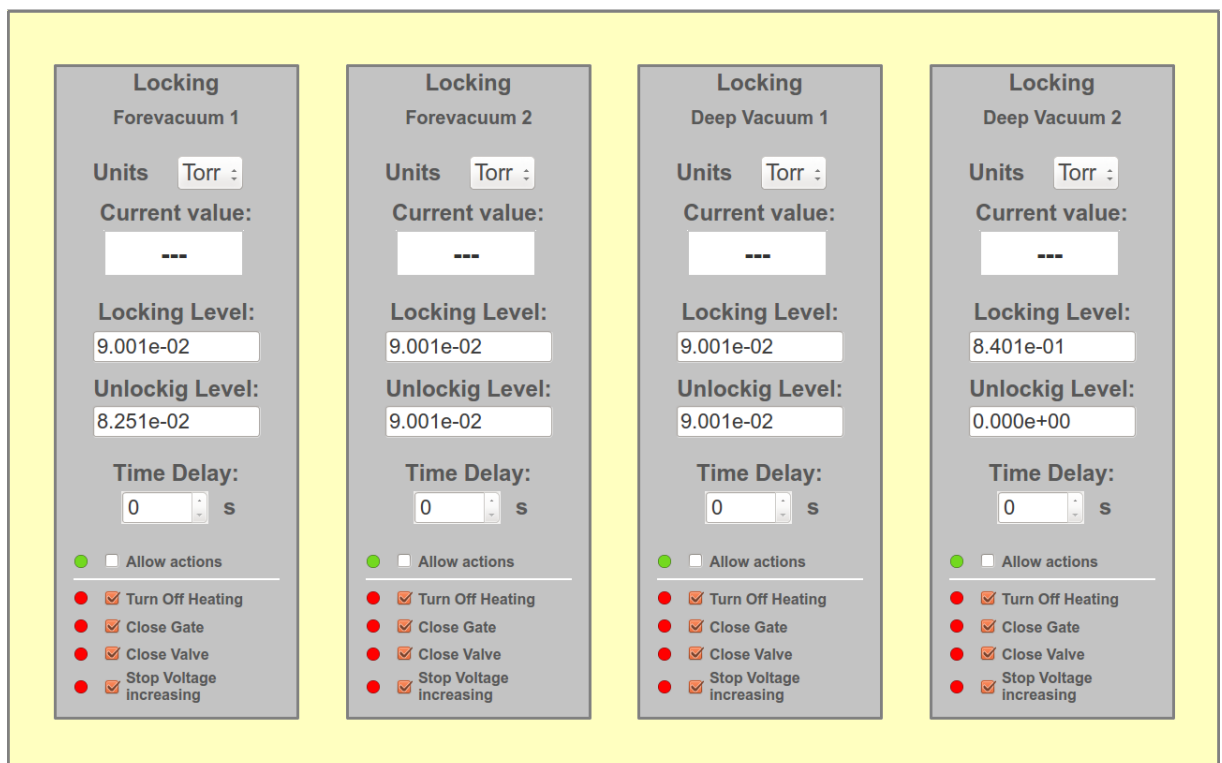 Locking
Forevacuum 1
Units Torr
Current value:
---
Locking Level:
9.001e-02
Unlockig Level:
8.251e-02
Time Delay:
0 s
Allow actions
Turn Off Heating
Close Gate
Close Valve
Stop Voltage
increasing
Locking
Forevacuum 2
Units Torr
Current value:
---
Locking Level:
9.001e-02
Unlockig Level:
9.001e-02
Time Delay:
0 s
Allow actions
Turn Off Heating
Close Gate
Close Valve
Stop Voltage
increasing
Locking
Deep Vacuum 1
Units Torr
Current value:
---
Locking Level:
9.001e-02
Unlockig Level:
9.001e-02
Time Delay:
0 s
Allow actions
Turn Off Heating
Close Gate
Close Valve
Stop Voltage
increasing
Locking
Deep Vacuum 2
Units Torr
Current value:
---
Locking Level:
8.401e-01
Unlockig Level:
0.000e+00
Time Delay:
0 s
Allow actions
Turn Off Heating
Close Gate
Close Valve
Stop Voltage
increasing